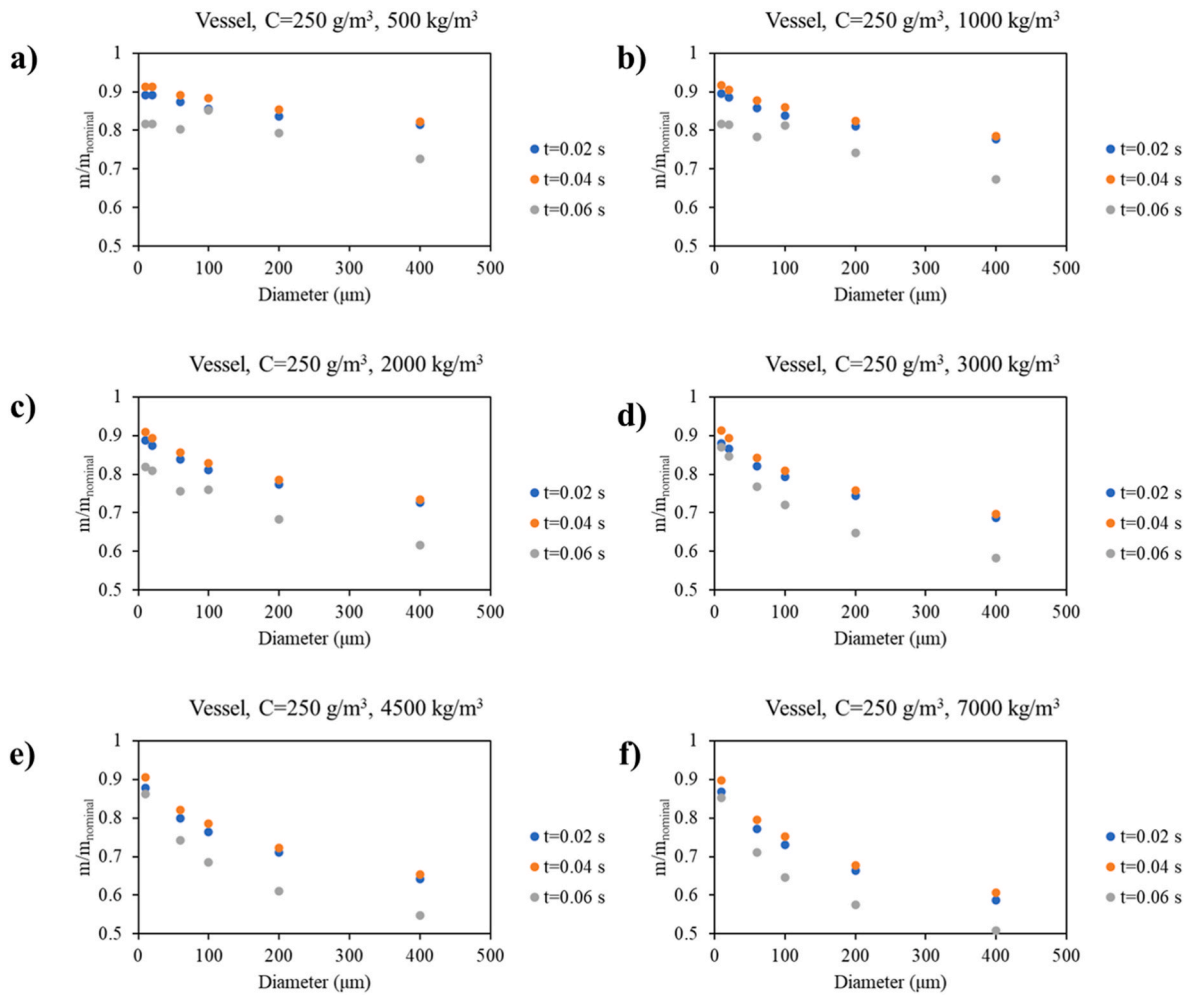 a)
Vessel, C=250 g/m³, 500 kg/m³
1
0.9
0.8
0.7
0.6
0.5
m/mnominal
0 100 200 300 400 500
Diameter (μm)
t=0.02 s
t=0.04 s
t=0.06 s
b)
Vessel, C=250 g/m³, 1000 kg/m³
1
0.9
0.8
0.7
0.6
0.5
m/mnominal
0 100 200 300 400 500
Diameter (μm)
t=0.02 s
t=0.04 s
t=0.06 s
c)
Vessel, C=250 g/m³, 2000 kg/m³
1
0.9
0.8
0.7
0.6
0.5
m/mnominal
0 100 200 300 400 500
Diameter (μm)
t=0.02 s
t=0.04 s
t=0.06 s
d)
Vessel, C=250 g/m³, 3000 kg/m³
1
0.9
0.8
0.7
0.6
0.5
m/mnominal
0 100 200 300 400 500
Diameter (μm)
t=0.02 s
t=0.04 s
t=0.06 s
e)
Vessel, C=250 g/m³, 4500 kg/m³
1
0.9
0.8
0.7
0.6
0.5
m/mnominal
0 100 200 300 400 500
Diameter (μm)
t=0.02 s
t=0.04 s
t=0.06 s
f)
Vessel, C=250 g/m³, 7000 kg/m³
1
0.9
0.8
0.7
0.6
0.5
m/mnominal
0 100 200 300 400 500
Diameter (μm)
t=0.02 s
t=0.04 s
t=0.06 s